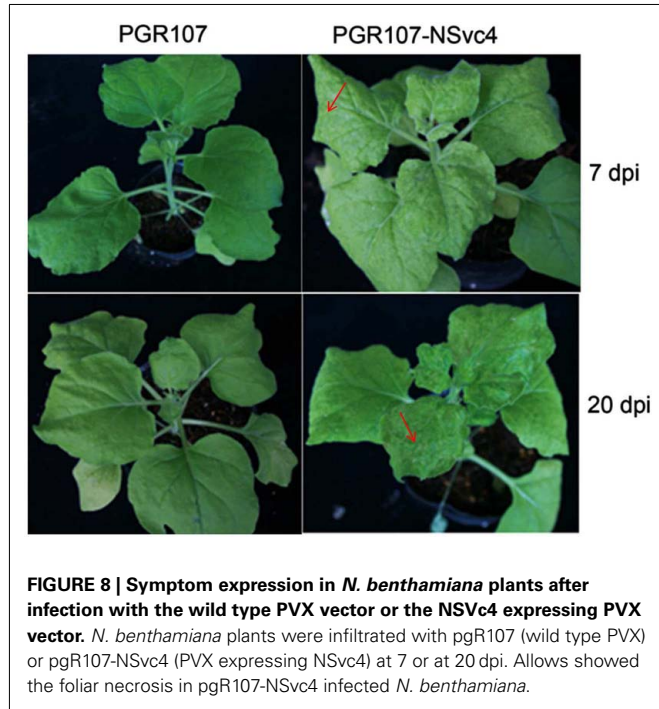 PGR107
PGR107-NSvc4
7 dpi
20 dpi
FIGURE 8 | Symptom expression in N. benthamiana plants after
infection with the wild type PVX vector or the NSVc4 expressing PVX
vector. N. benthamiana plants were infiltrated with pgR107 (wild type PVX)
or pgR107-NSvc4 (PVX expressing NSvc4) at 7 or at 20 dpi. Allows showed
the foliar necrosis in pgR107-NSvc4 infected N. benthamiana.